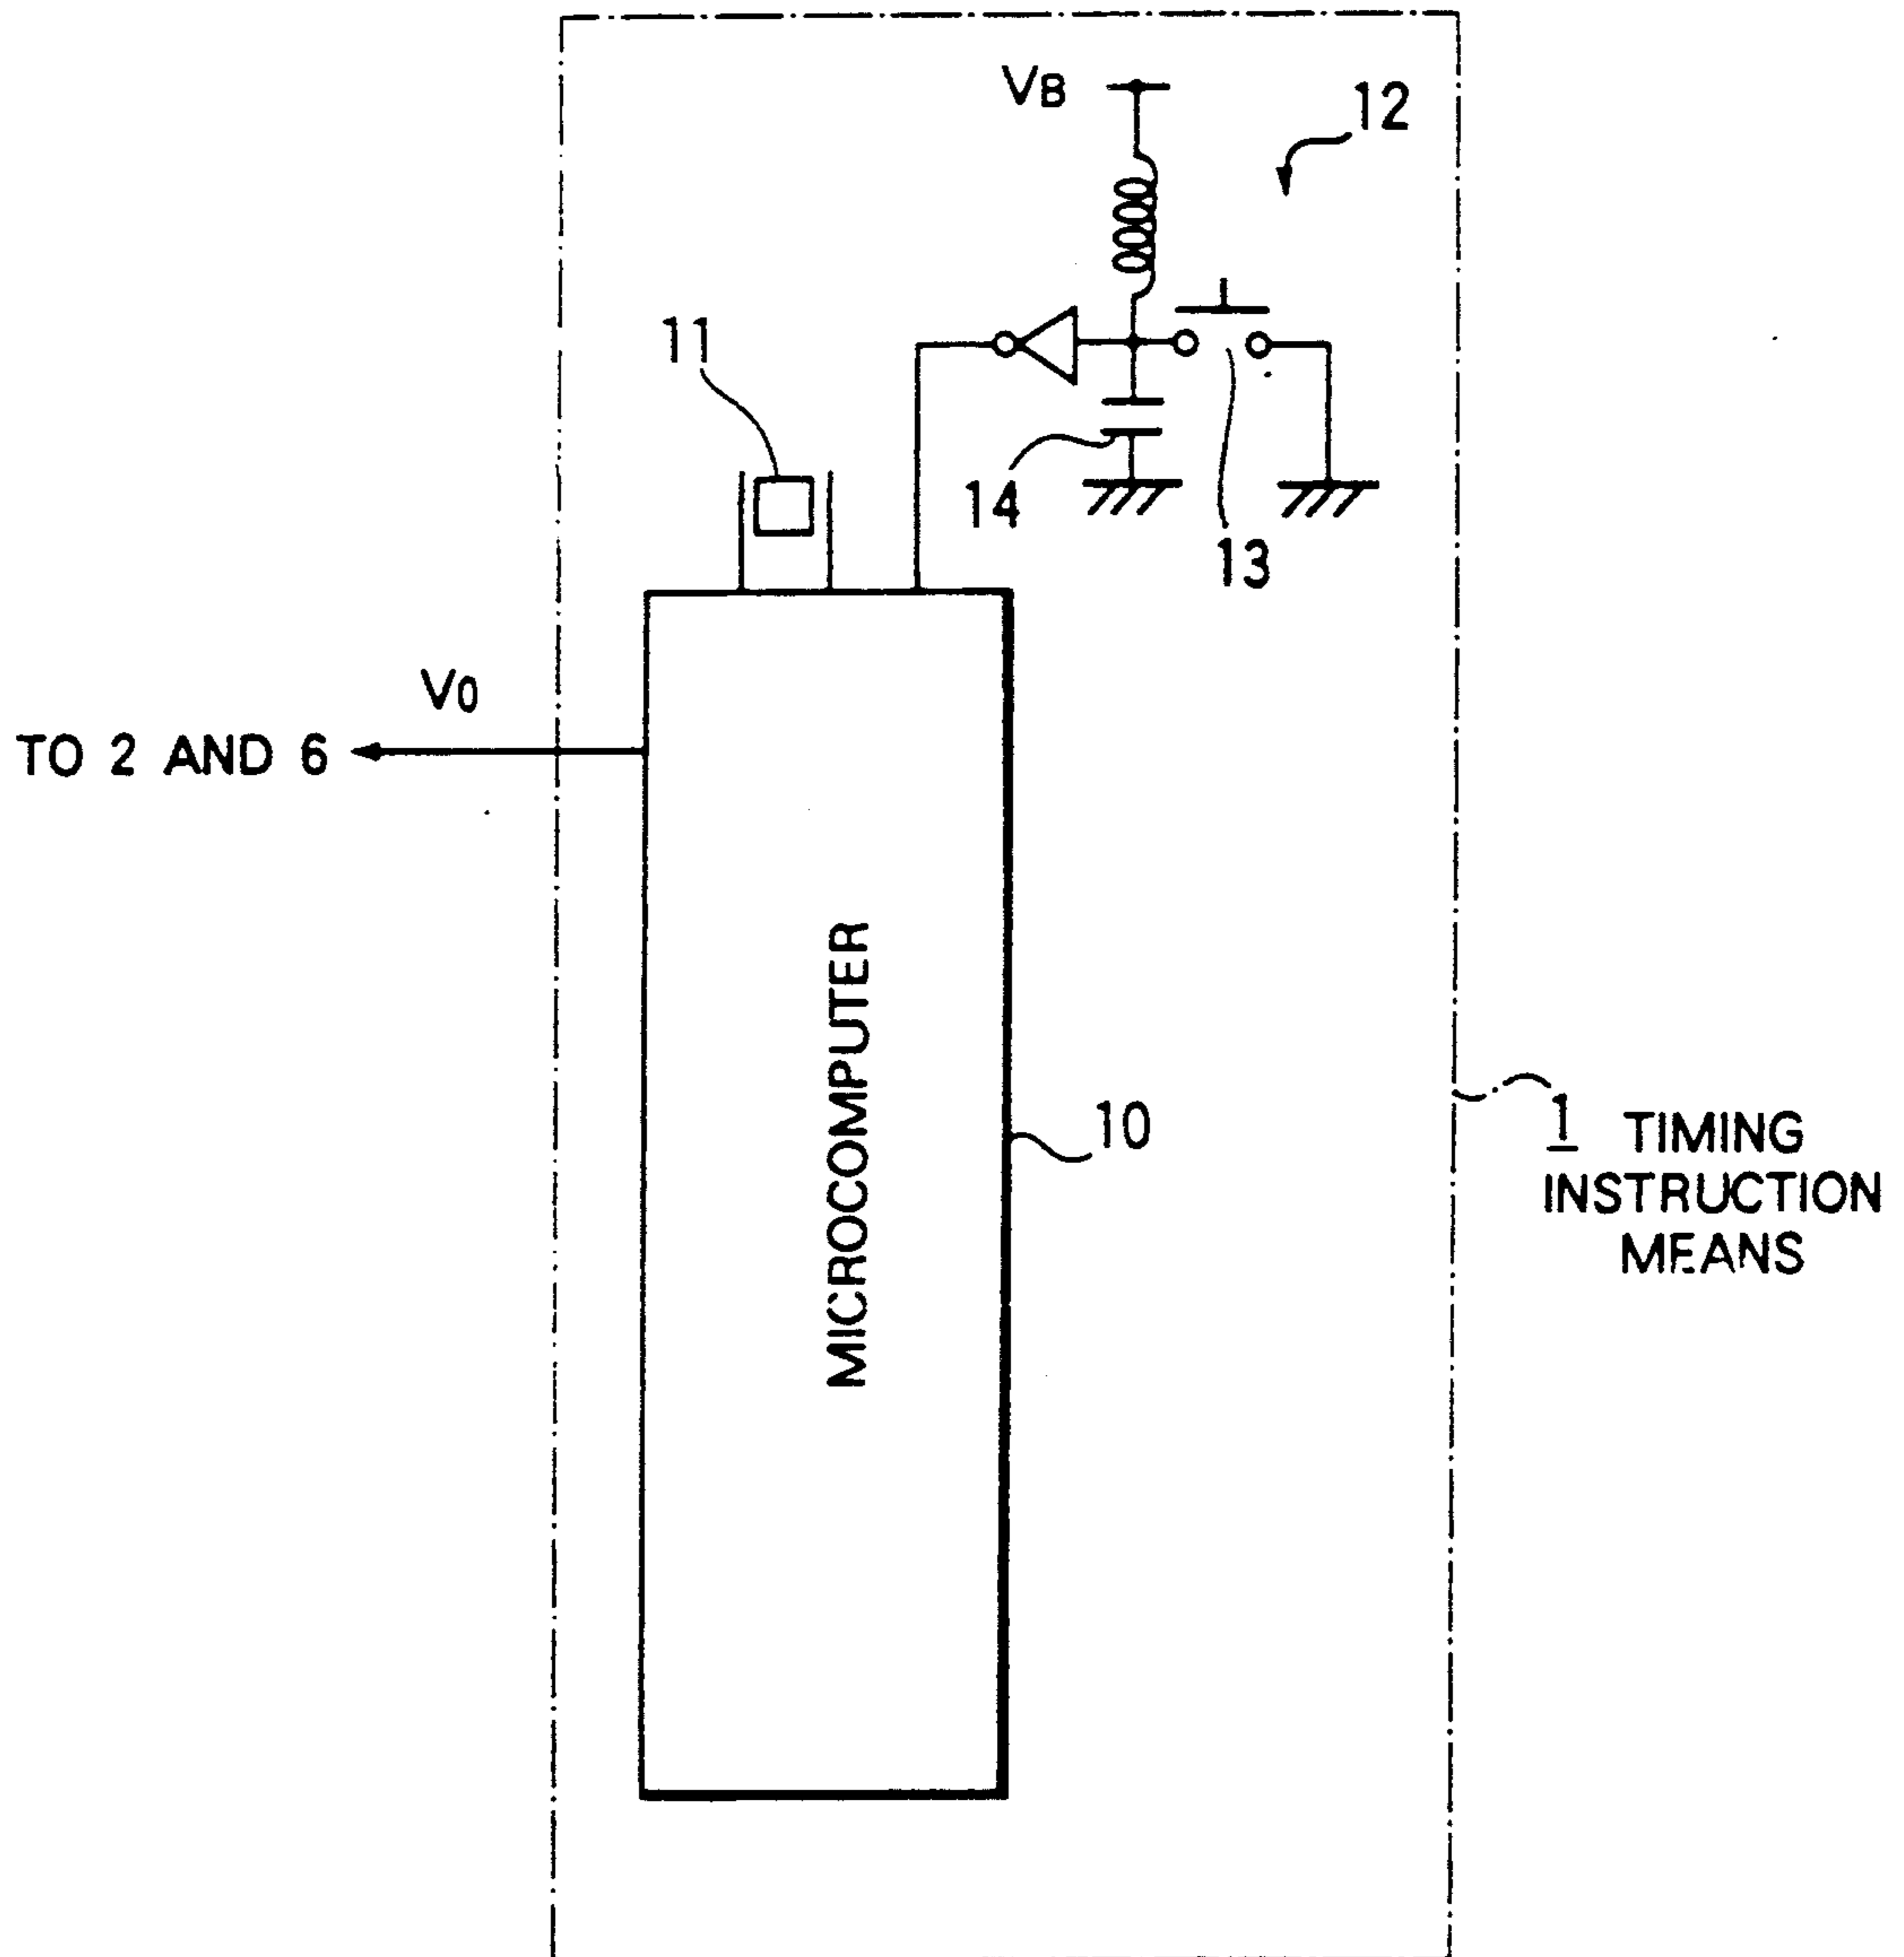 VB
12
11
14
13
V0
TO 2 AND 6
MICROCOMPUTER
10
1 TIMING
INSTRUCTION
MEANS